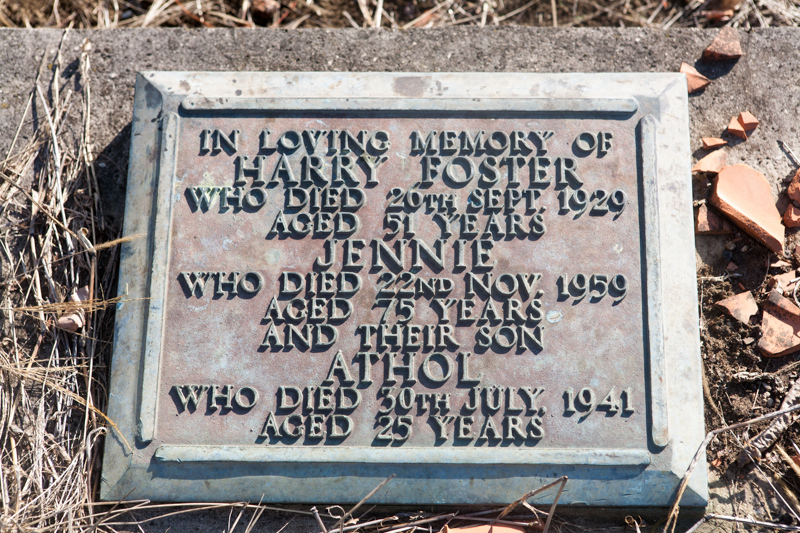 IN LOVING MEMORY OF
HARRY FOSTER
WHO DIED 20TH SEPT. 1929
AGED 51 YEARS
JENNIE
WHO DIED 22ND NOV. 1959
AGED 75 YEARS
AND THEIR SON
ATHOL
WHO DIED 30TH JULY. 1941
AGED 25 YEARS